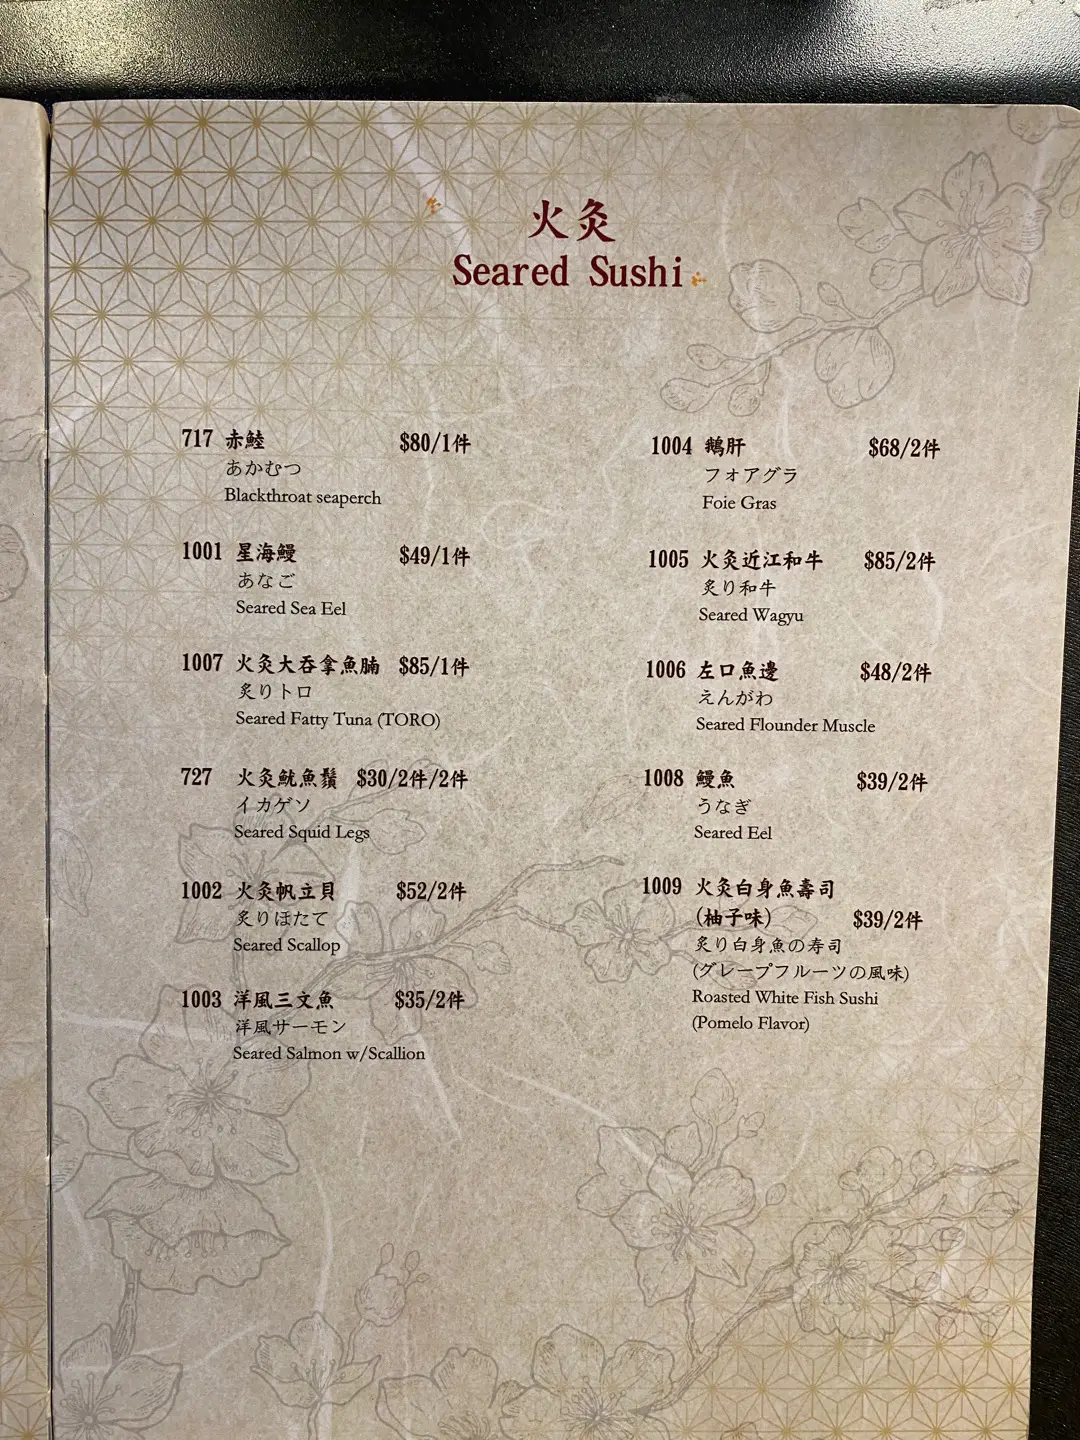 火炙
Seared Sushi
717 赤鯥 $80/1件
あかむつ
Blackthroat seaperch
1001 星海鰻 $49/1件
あなご
Seared Sea Eel
1007 火炙大吞拿魚腩 $85/1件
炙りトロ
Seared Fatty Tuna (TORO)
727 火炙魷魚鬚 $30/2件/2件
イカゲソ
Seared Squid Legs
1002 火炙帆立貝 $52/2件
炙りほたて
Seared Scallop
1003 洋風三文魚 $35/2件
洋風サーモン
Seared Salmon w/Scallion
1004 鵝肝 $68/2件
フォアグラ
Foie Gras
1005 火炙近江和牛 $85/2件
炙り和牛
Seared Wagyu
1006 左口魚邊 $48/2件
えんがわ
Seared Flounder Muscle
1008 鰻魚 $39/2件
うなぎ
Seared Eel
1009 火炙白身魚壽司
(柚子味) $39/2件
炙り白身魚の寿司
(グレープフルーツの風味)
Roasted White Fish Sushi
(Pomelo Flavor)